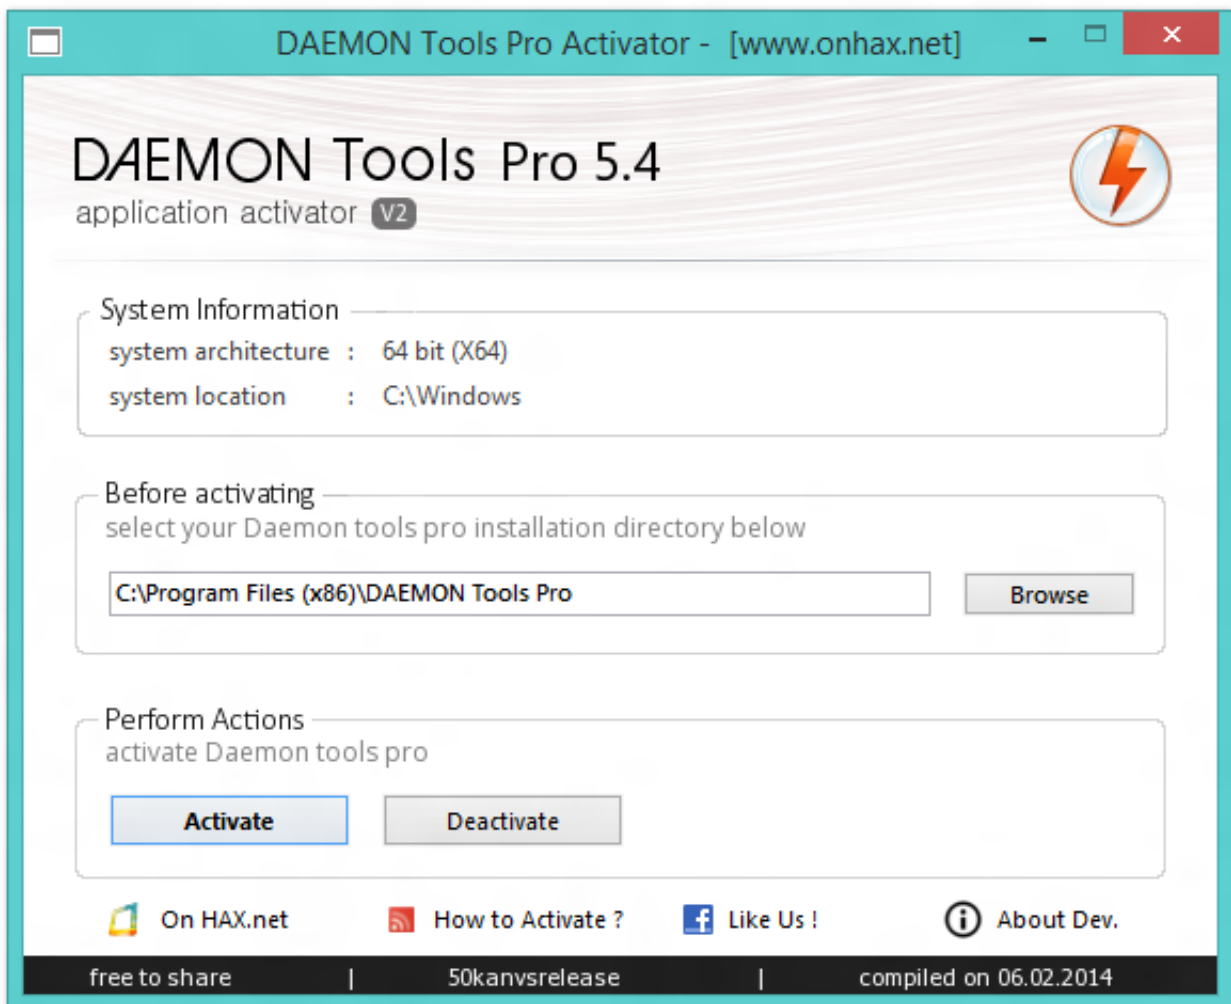 DAEMON Tools Pro Activator - [www.onhax.net]
DAEMON Tools Pro 5.4
application activator V2
System Information
system architecture : 64 bit (X64)
system location : C:\Windows
Before activating
select your Daemon tools pro installation directory below
C:\Program Files (x86)\DAEMON Tools Pro Browse
Perform Actions
activate Daemon tools pro
Activate Deactivate
On HAX.net How to Activate ? Like Us ! About Dev.
free to share | 50kanvsrelease | compiled on 06.02.2014